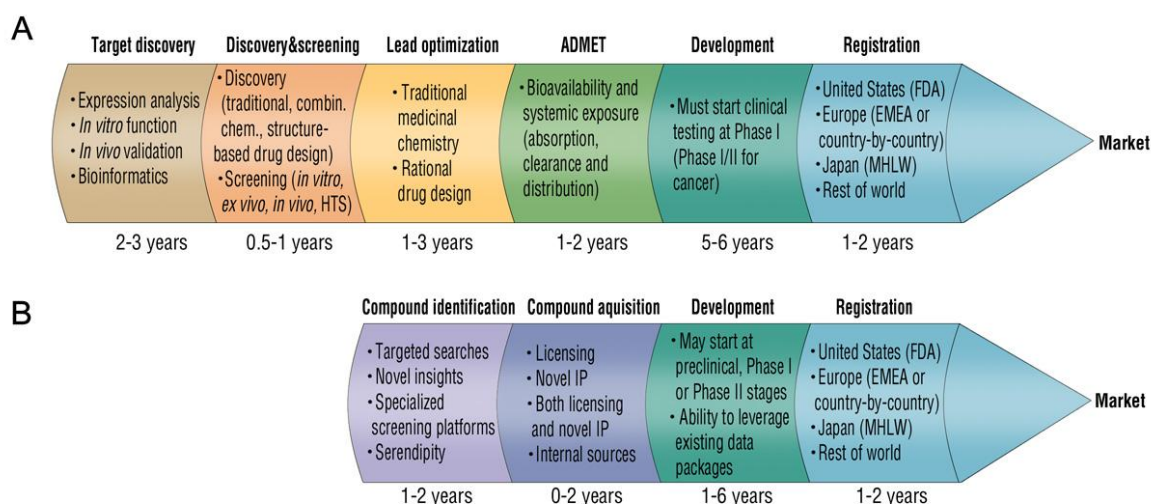 A
Target discovery
• Expression analysis
• In vitro function
• In vivo validation
• Bioinformatics
2-3 years
Discovery&screening
• Discovery
(traditional, combin.
chem., structure-
based drug design)
• Screening (in vitro,
ex vivo, in vivo, HTS)
0.5-1 years
Lead optimization
• Traditional
medicinal
chemistry
• Rational
drug design
1-3 years
ADMET
• Bioavailability and
systemic exposure
(absorption,
clearance and
distribution)
1-2 years
Development
• Must start clinical
testing at Phase I
(Phase I/II for
cancer)
5-6 years
Registration
• United States (FDA)
• Europe (EMEA or
country-by-country)
• Japan (MHLW)
• Rest of world
1-2 years
Market
B
Compound identification
• Targeted searches
• Novel insights
• Specialized
screening platforms
• Serendipity
1-2 years
Compound aquisition
• Licensing
• Novel IP
• Both licensing
and novel IP
• Internal sources
0-2 years
Development
• May start at
preclinical, Phase I
or Phase II stages
• Ability to leverage
existing data
packages
1-6 years
Registration
• United States (FDA)
• Europe (EMEA or
country-by-country)
• Japan (MHLW)
• Rest of world
1-2 years
Market